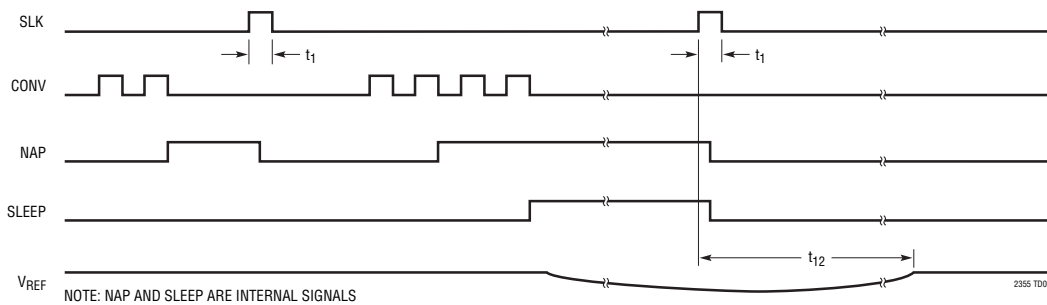 SLK
t1
t1
CONV
NAP
SLEEP
t12
VREF
NOTE: NAP AND SLEEP ARE INTERNAL SIGNALS
2355 TD0